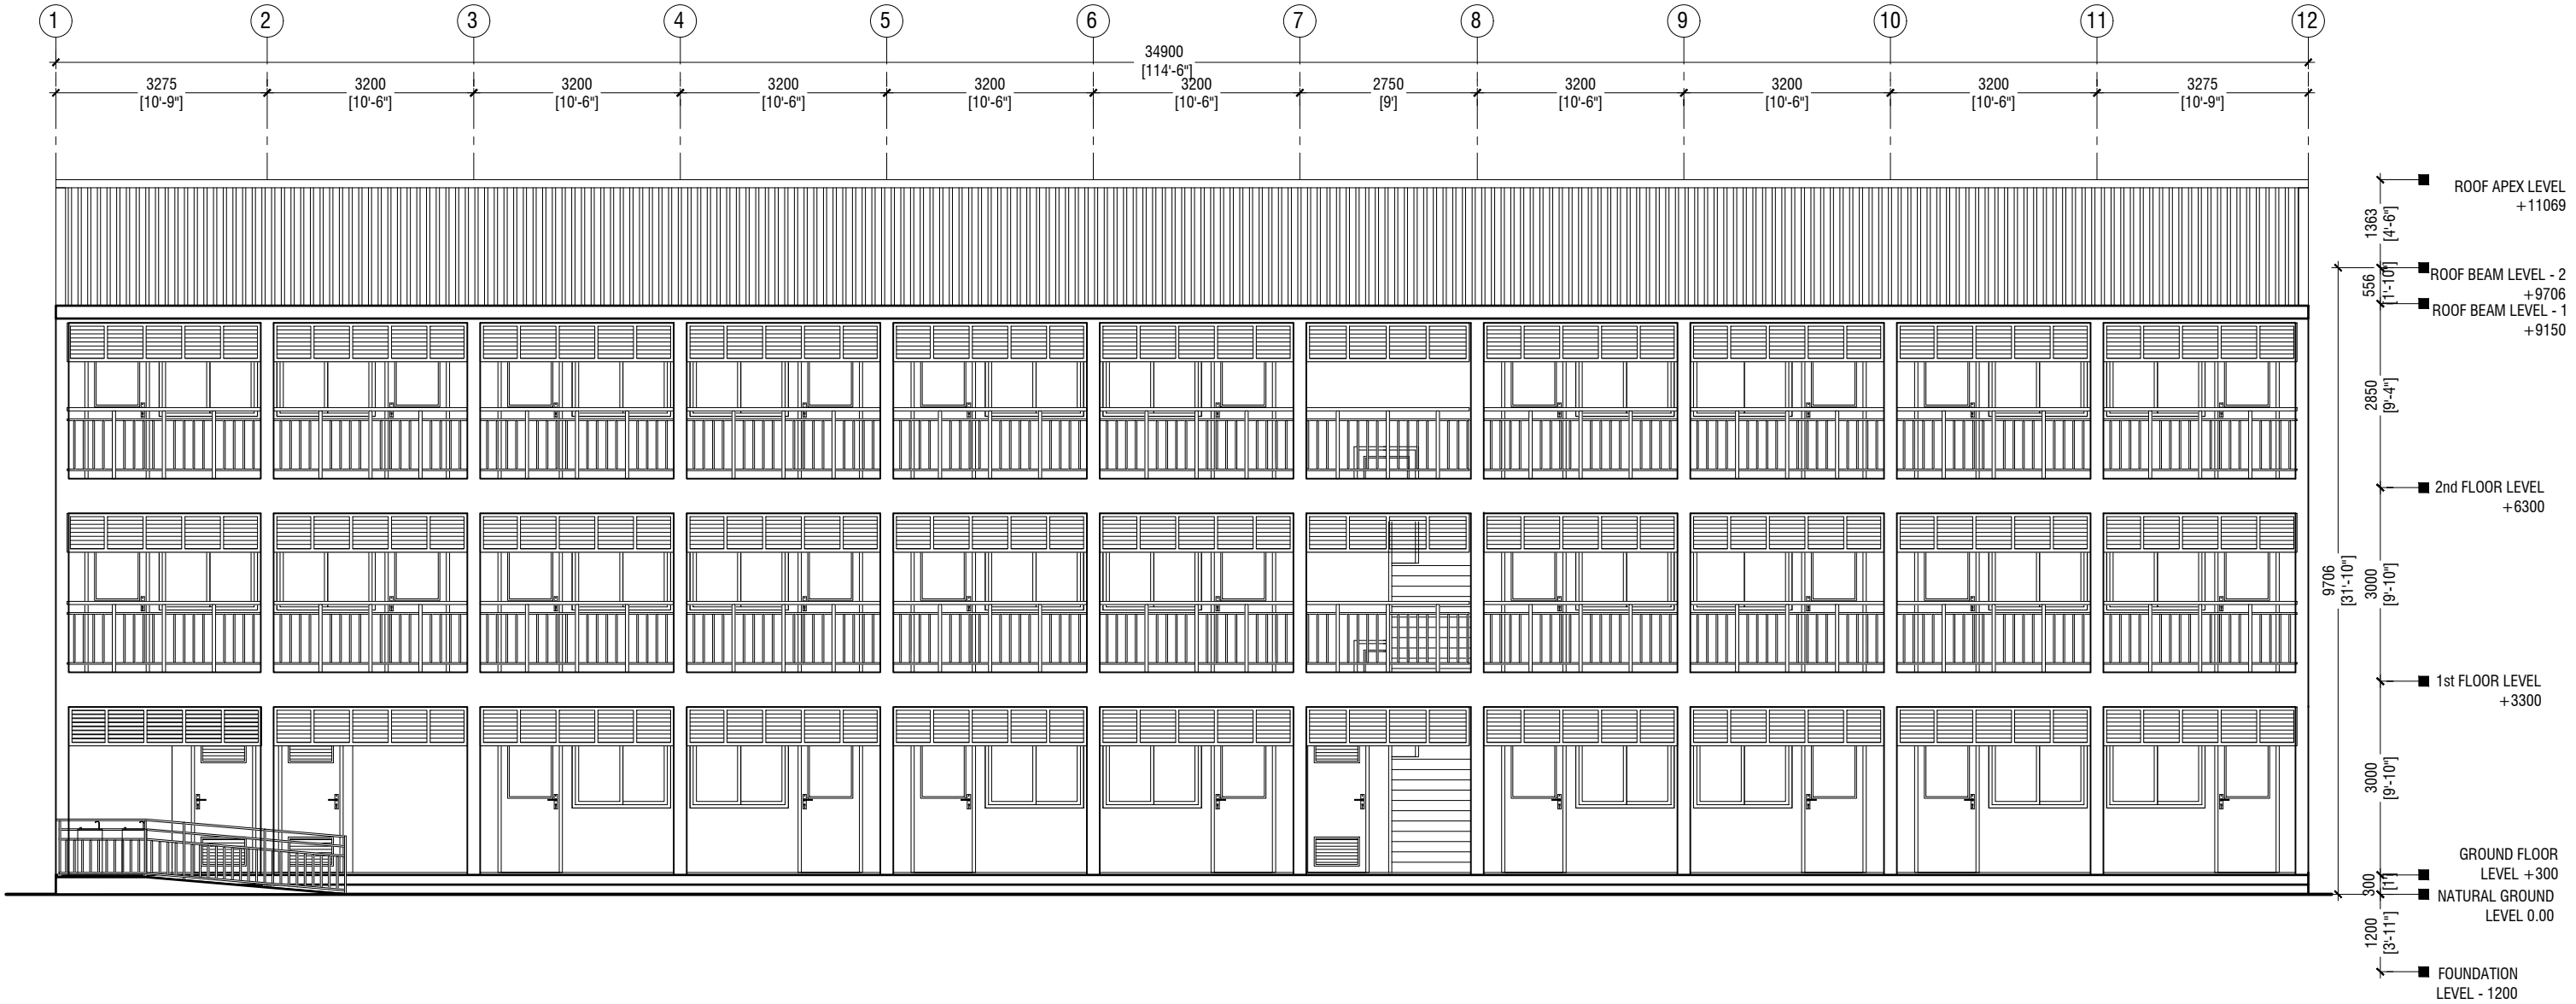 1 2 3 4 5 6 7 8 9 10 11 12
34900
[114'-6"]
3275 3200 3200 3200 3200 3200 2750 3200 3200 3200 3275
[10'-9"] [10'-6"] [10'-6"] [10'-6"] [10'-6"] [10'-6"] [9'] [10'-6"] [10'-6"] [10'-6"] [10'-9"]
ROOF APEX LEVEL
+11069
1363
[4'-6"]
ROOF BEAM LEVEL - 2
+9706
556
[1'-10"]
ROOF BEAM LEVEL - 1
+9150
2850
[9'-4"]
2nd FLOOR LEVEL
+6300
9706
[31'-10"]
3000
[9'-10"]
1st FLOOR LEVEL
+3300
3000
[9'-10"]
GROUND FLOOR
LEVEL +300
300
[1']
NATURAL GROUND
LEVEL 0.00
1200
[3'-11"]
FOUNDATION
LEVEL - 1200